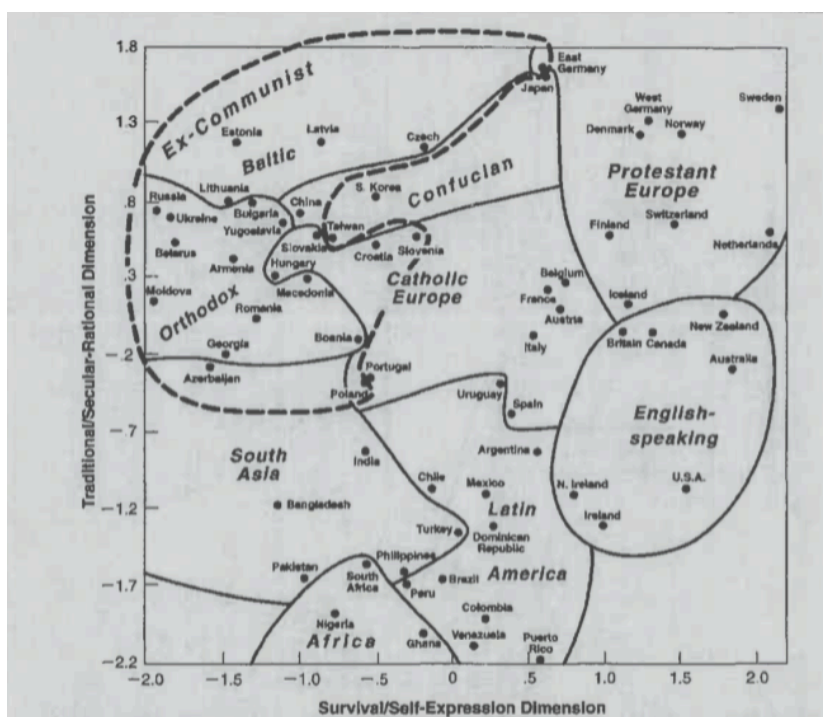 1.8
1.3
.8
.3
−.2
−.7
−1.2
−1.7
−2.2
Traditional/Secular-Rational Dimension
Ex-Communist
Baltic
Estonia
Latvia
Czech
East
Germany
Japan
West
Germany
Denmark
Norway
Sweden
Protestant
Europe
Finland
Switzerland
Netherlands
Iceland
Confucian
S. Korea
China
Taiwan
Lithuania
Bulgaria
Russia
Ukraine
Yugoslavia
Slovakia
Belarus
Armenia
Hungary
Macedonia
Moldova
Orthodox
Romania
Bosnia
Georgia
Azerbaijan
Croatia
Slovenia
Catholic
Europe
Belgium
France
Austria
Italy
Portugal
Poland
Uruguay
Spain
Britain
Canada
New Zealand
Australia
English-
speaking
N. Ireland
U.S.A.
Ireland
South
Asia
India
Bangladesh
Pakistan
Turkey
Philippines
Argentina
Chile
Mexico
Latin
Dominican
Republic
America
Peru
Brazil
Colombia
Venezuela
Puerto
Rico
South
Africa
Nigeria
Africa
Ghana
−2.0
−1.5
−1.0
−0.5
0
.5
1.0
1.5
2.0
Survival/Self-Expression Dimension